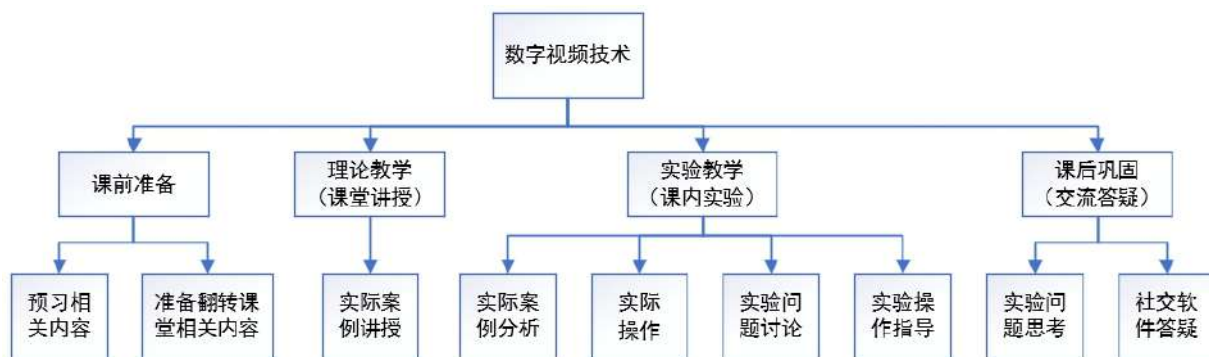 数字视频技术
课前准备
理论教学
（课堂讲授）
实验教学
（课内实验）
课后巩固
（交流答疑）
预习相
关内容
准备翻转课
堂相关内容
实际案
例讲授
实际案
例分析
实际
操作
实验问
题讨论
实验操
作指导
实验问
题思考
社交软
件答疑